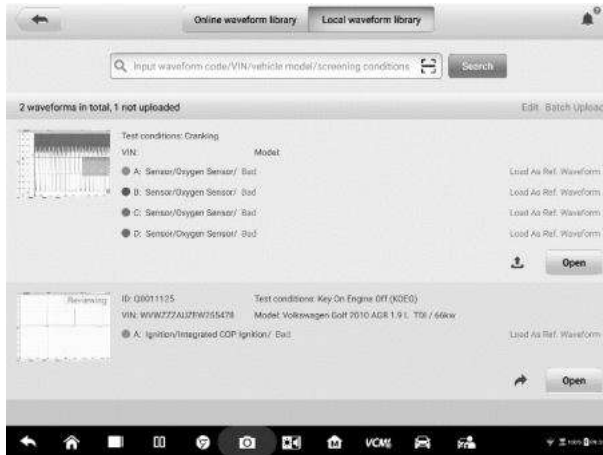 Online waveform library
Local waveform library
Input waveform code/VIN/vehicle model/screening conditions
Search
2 waveforms in total, 1 not uploaded
Edit Batch Upload
Test conditions: Cranking
VIN: Model:
A: Sensor/Oxygen Sensor/ Bad
Load As Ref. Waveform
B: Sensor/Oxygen Sensor/ Bad
Load As Ref. Waveform
C: Sensor/Oxygen Sensor/ Bad
Load As Ref. Waveform
D: Sensor/Oxygen Sensor/ Bad
Load As Ref. Waveform
Open
Reviewing
ID: Q0011125 Test conditions: Key On Engine Off (KOEO)
VIN: Model: Volkswagen Golf 2010 AGR 1.9 L TDI / 66kw
A: Ignition/Integrated COP Ignition/ Bad
Load As Ref. Waveform
Open
VCMI
100%